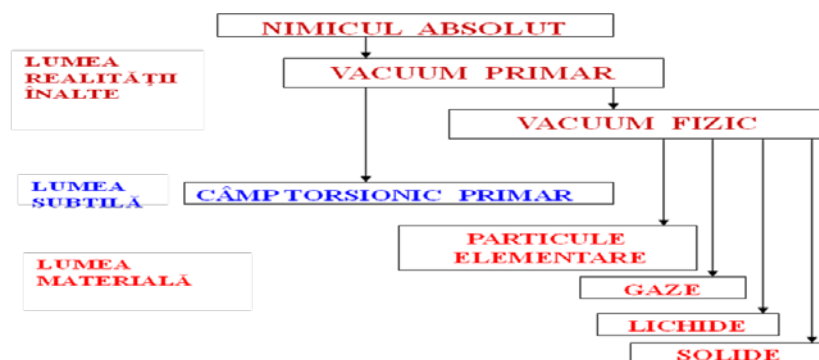 NIMICUL ABSOLUT
LUMEA
REALITĂŢII
ÎNALTE
VACUUM PRIMAR
VACUUM FIZIC
LUMEA
SUBTILĂ
CÂMP TORSIONIC PRIMAR
PARTICULE
ELEMENTARE
LUMEA
MATERIALĂ
GAZE
LICHIDE
SOLIDE